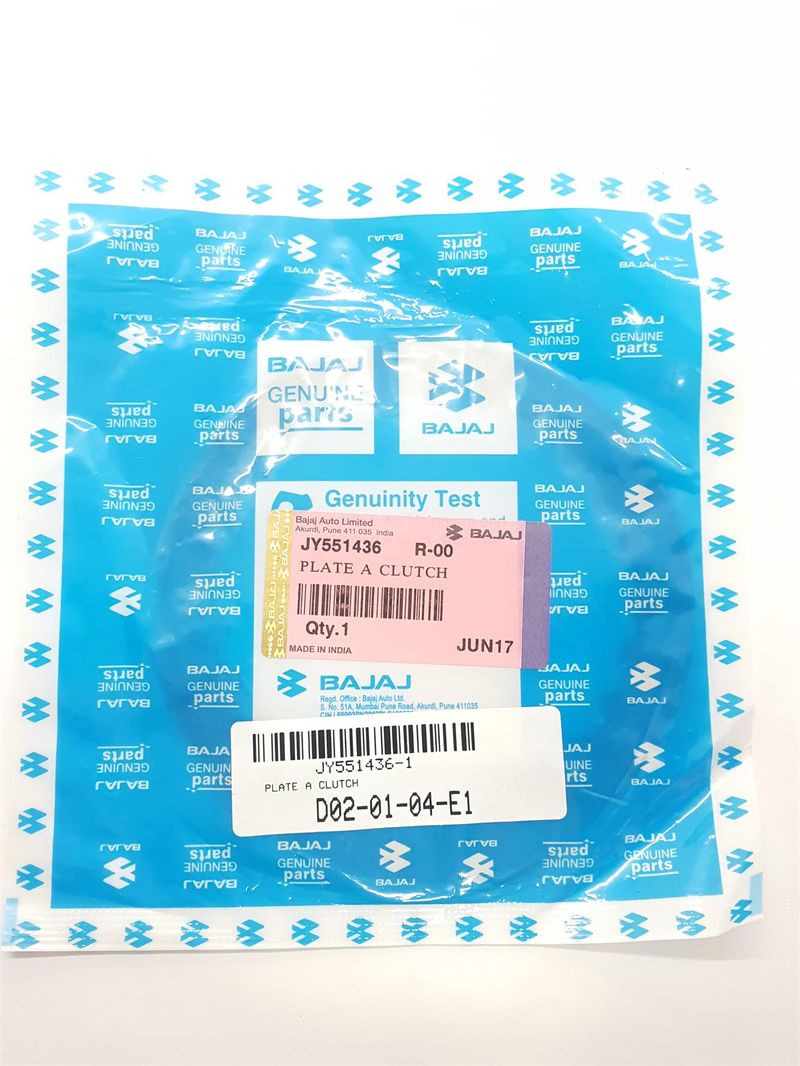 BAJAJ
GENUINE
parts
BAJAJ
Genuinity Test
Bajaj Auto Limited
Akurdi, Pune 411 035 India
BAJAJ
JY551436 R-00
PLATE A CLUTCH
Qty.1
MADE IN INDIA
JUN17
BAJAJ
Regd. Office : Bajaj Auto Ltd.
S. No. 51A, Mumbai Pune Road, Akurdi, Pune 411035
JY551436-1
PLATE A CLUTCH
D02-01-04-E1